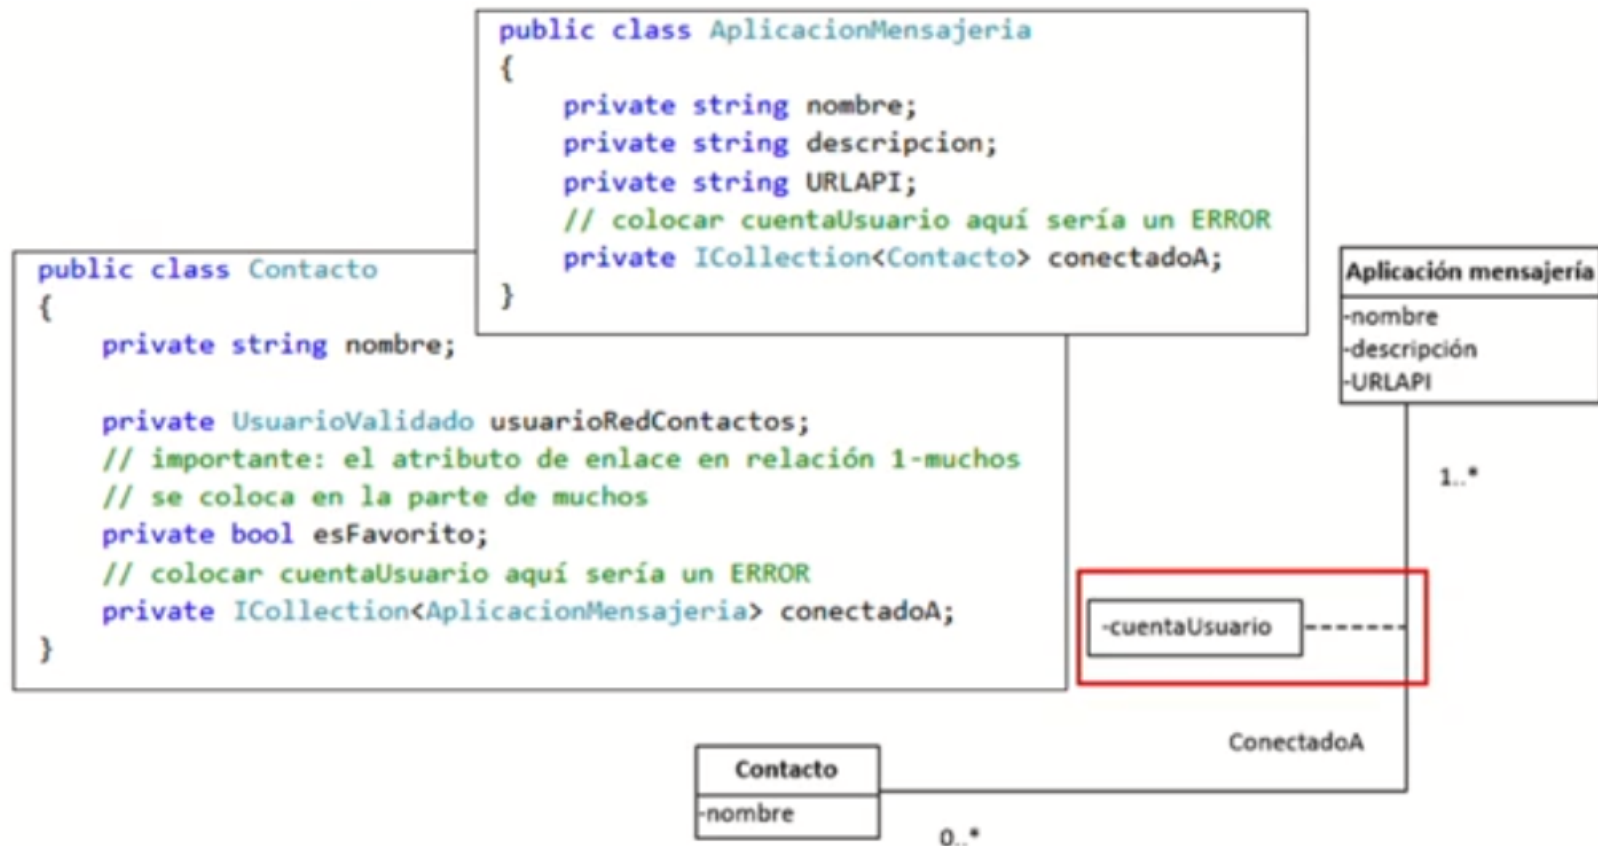 public class AplicacionMensajeria
{
private string nombre;
private string descripcion;
private string URLAPI;
// colocar cuentaUsuario aquí sería un ERROR
private ICollection<Contacto> conectadoA;
}
public class Contacto
{
private string nombre;
private UsuarioValidado usuarioRedContactos;
// importante: el atributo de enlace en relación 1-muchos
// se coloca en la parte de muchos
private bool esFavorito;
// colocar cuentaUsuario aquí sería un ERROR
private ICollection<AplicacionMensajeria> conectadoA;
}
Aplicación mensajería
-nombre
-descripción
-URLAPI
1..*
-cuentaUsuario
ConectadoA
Contacto
-nombre
0..*